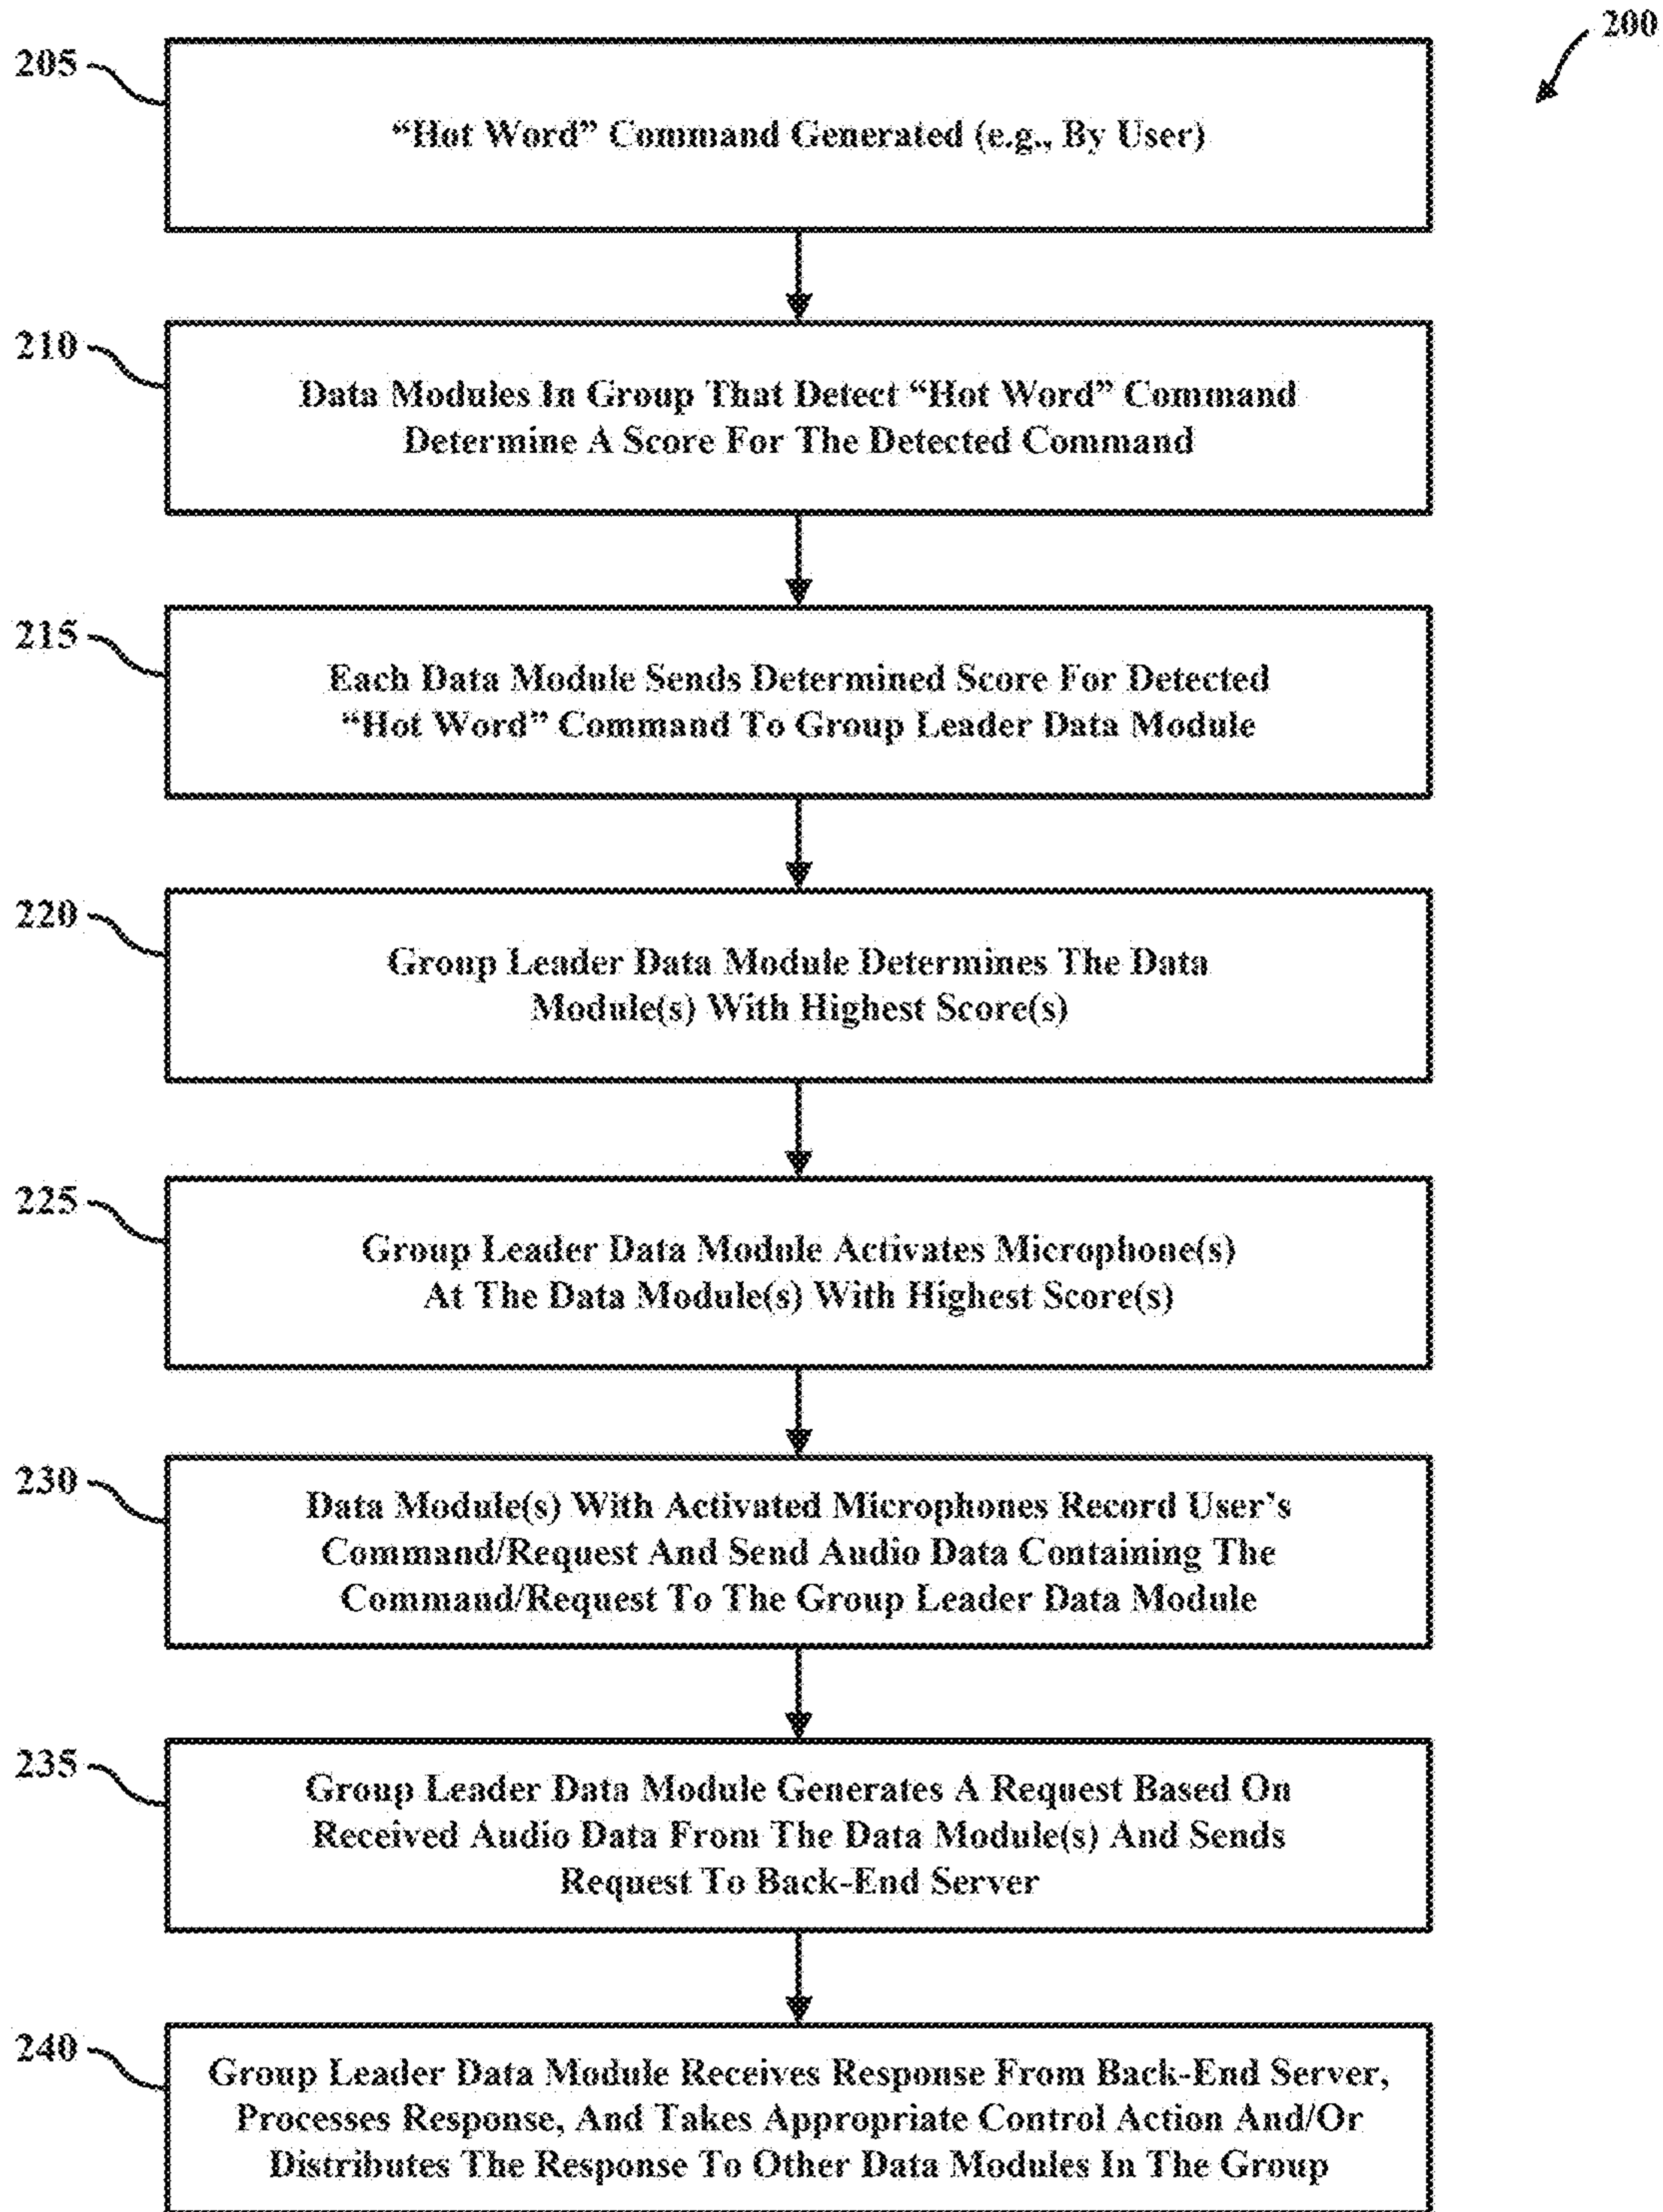 200
205
“Hot Word” Command Generated (e.g., By User)
210
Data Modules In Group That Detect “Hot Word” Command
Determine A Score For The Detected Command
215
Each Data Module Sends Determined Score For Detected
“Hot Word” Command To Group Leader Data Module
220
Group Leader Data Module Determines The Data
Module(s) With Highest Score(s)
225
Group Leader Data Module Activates Microphone(s)
At The Data Module(s) With Highest Score(s)
230
Data Module(s) With Activated Microphones Record User’s
Command/Request And Send Audio Data Containing The
Command/Request To The Group Leader Data Module
235
Group Leader Data Module Generates A Request Based On
Received Audio Data From The Data Module(s) And Sends
Request To Back-End Server
240
Group Leader Data Module Receives Response From Back-End Server,
Processes Response, And Takes Appropriate Control Action And/Or
Distributes The Response To Other Data Modules In The Group